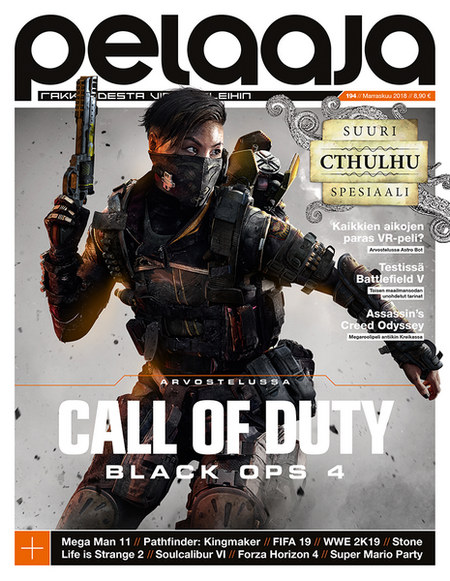 pelaaja
194 // Marraskuu 2018 // 8,90 €
SUURI
CTHULHU
SPESIAALI
Kaikkien aikojen
paras VR-peli?
Arvostelussa Astro Bot
Testissä
Battlefield V
Toisen maailmansodan
unohdetut tarinat
Assassin's
Creed Odyssey
Megaroolipeli antiikin Kreikassa
ARVOSTELUSSA
CALL OF DUTY
BLACK OPS 4
Mega Man 11 // Pathfinder: Kingmaker // FIFA 19 // WWE 2K19 // Stone
Life is Strange 2 // Soulcalibur VI // Forza Horizon 4 // Super Mario Party